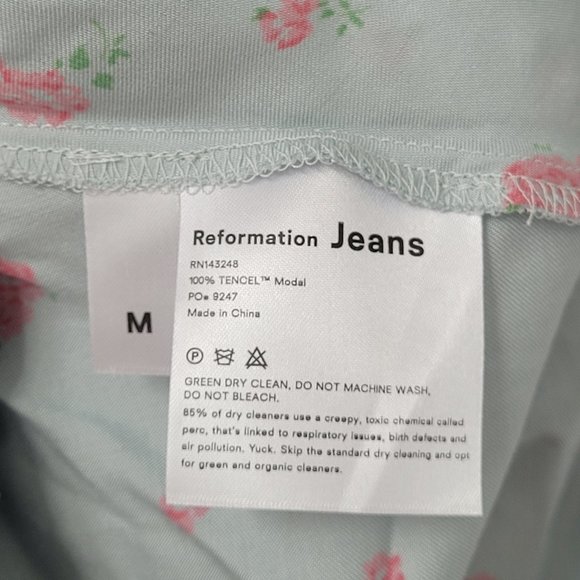 Reformation Jeans
RN143248
100% TENCEL™ Modal
PO# 9247
Made in China
M
P
GREEN DRY CLEAN, DO NOT MACHINE WASH,
DO NOT BLEACH.
85% of dry cleaners use a creepy, toxic chemical called
perc, that's linked to respiratory issues, birth defects and
air pollution. Yuck. Skip the standard dry cleaning and opt
for green and organic cleaners.